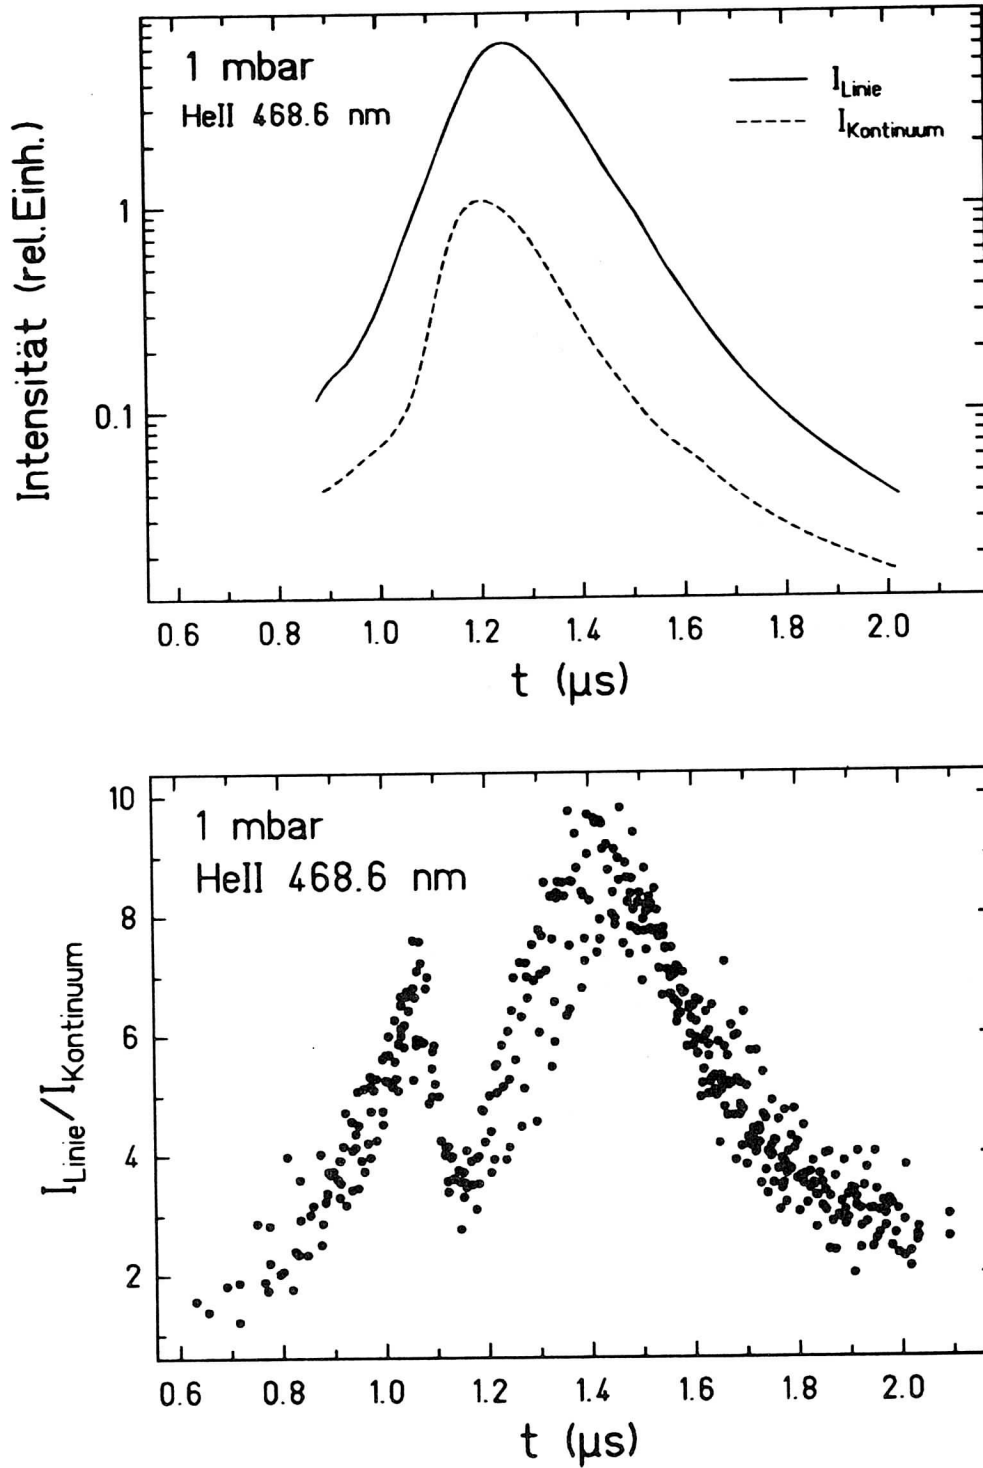 1 mbar
HeII 468.6 nm
I_Linie
I_Kontinuum
Intensität (rel.Einh.)
1
0.1
0.6 0.8 1.0 1.2 1.4 1.6 1.8 2.0
t (μs)
1 mbar
HeII 468.6 nm
I_Linie/I_Kontinuum
10
8
6
4
2
0.6 0.8 1.0 1.2 1.4 1.6 1.8 2.0
t (μs)